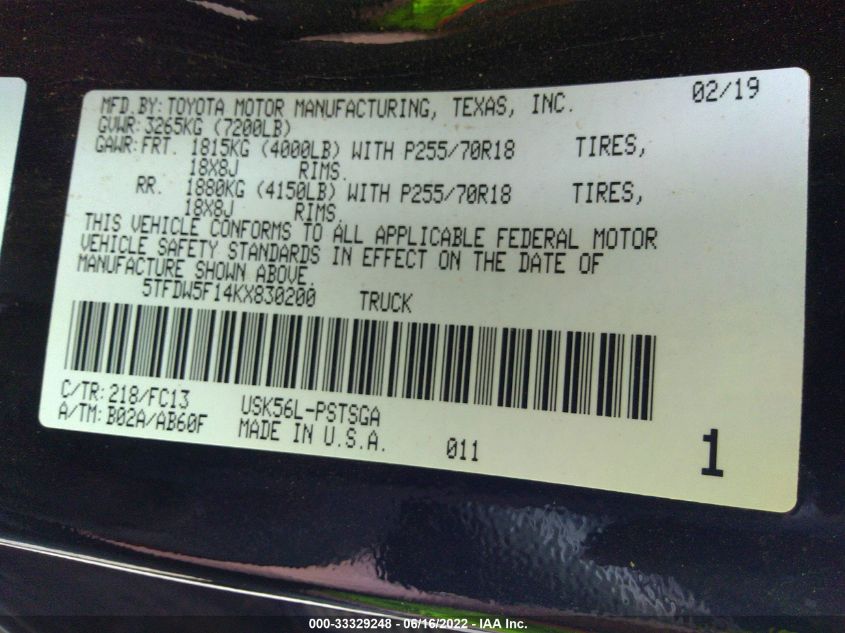 MFD.BY: TOYOTA MOTOR MANUFACTURING, TEXAS, INC. 02/19
GVWR: 3265KG (7200LB)
GAWR: FRT. 1815KG (4000LB) WITH P255/70R18 TIRES,
18X8J RIMS.
RR. 1880KG (4150LB) WITH P255/70R18 TIRES,
18X8J RIMS.
THIS VEHICLE CONFORMS TO ALL APPLICABLE FEDERAL MOTOR
VEHICLE SAFETY STANDARDS IN EFFECT ON THE DATE OF
MANUFACTURE SHOWN ABOVE.
5TFDW5F14KX830200 TRUCK
C/TR: 218/FC13 USK56L-PSTSGA
A/TM: B02A/AB60F MADE IN U.S.A. 011 1
000-33329248 - 06/16/2022 - IAA Inc.